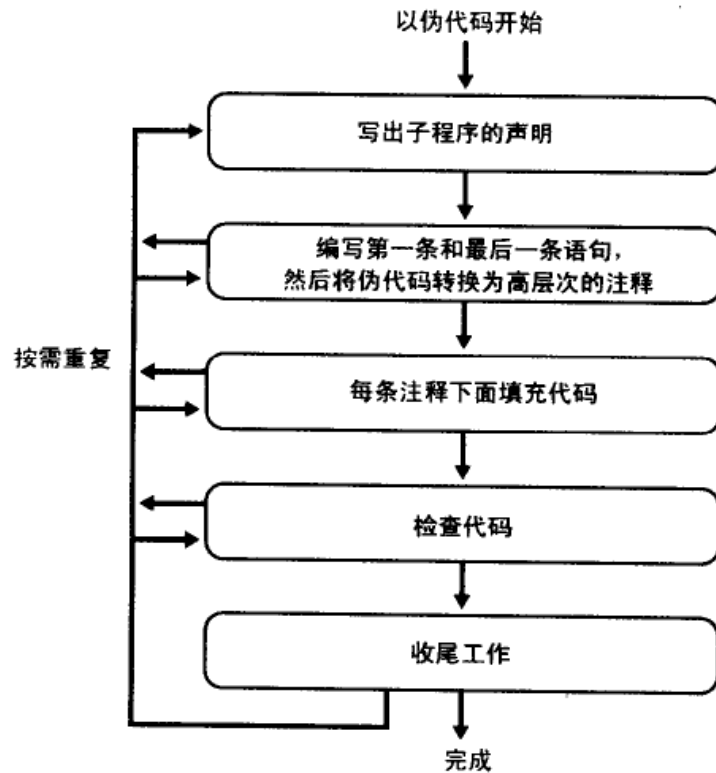 以伪代码开始
写出子程序的声明
编写第一条和最后一条语句，
然后将伪代码转换为高层次的注释
按需重复
每条注释下面填充代码
检查代码
收尾工作
完成